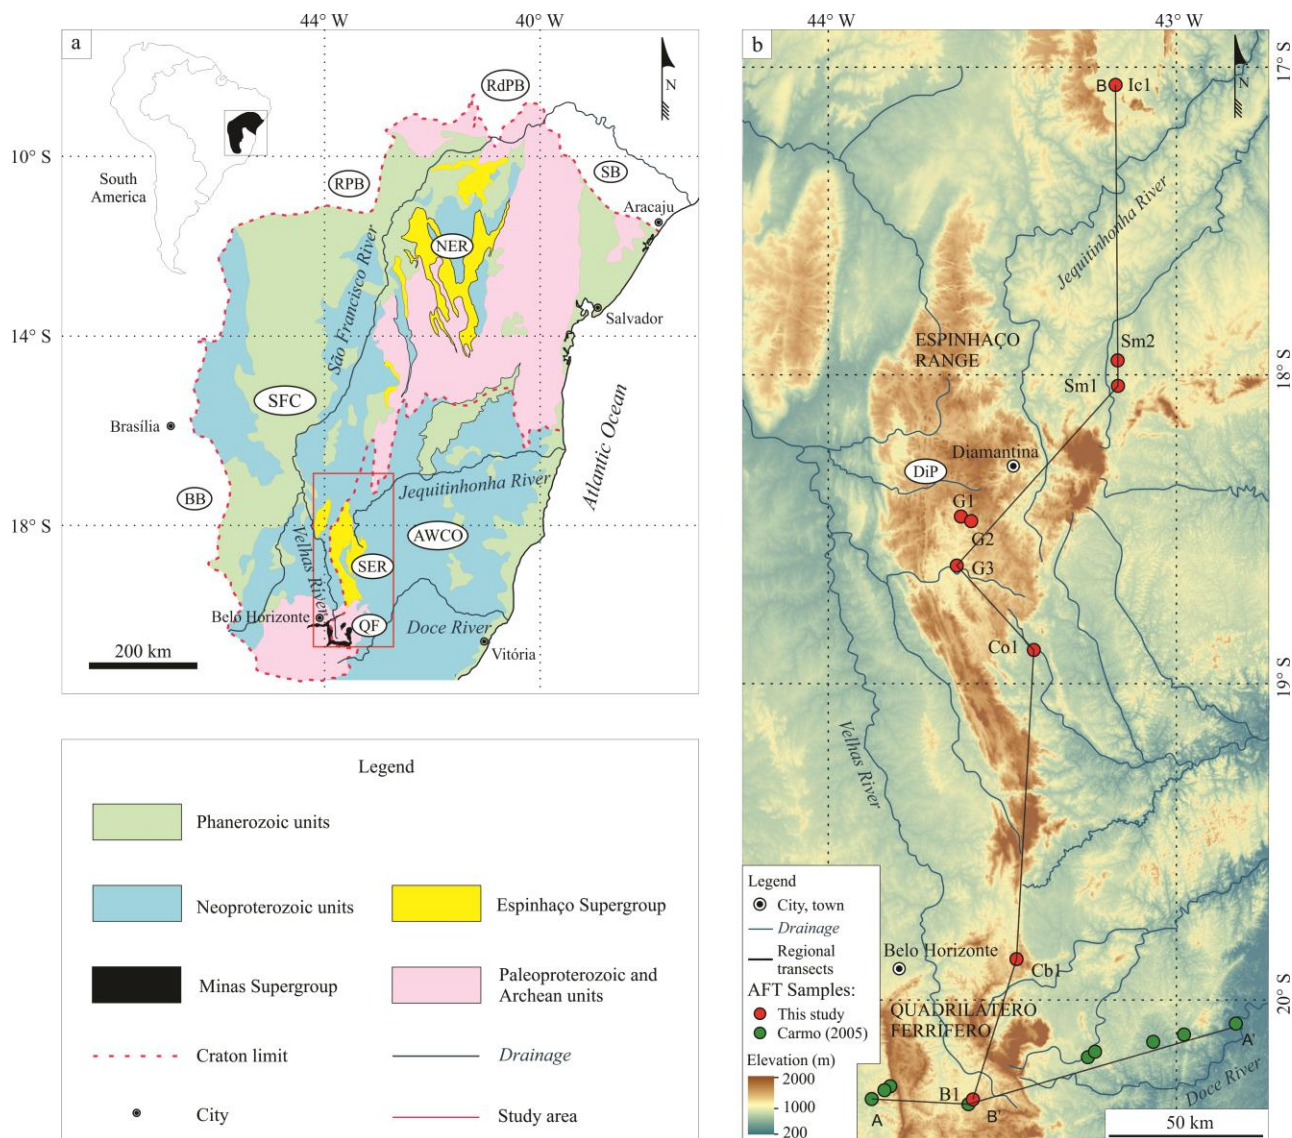 44° W
40° W
a
RdPB
N
10° S
South
America
RPB
SB
Aracaju
NER
São Francisco River
Salvador
14° S
SFC
Brasília
Atlantic Ocean
BB
Jequitinhonha River
18° S
AWCO
Velhas River
SER
Belo Horizonte
QF
Doce River
Vitória
200 km
Legend
Phanerozoic units
Neoproterozoic units
Espinhaço Supergroup
Minas Supergroup
Paleoproterozoic and
Archean units
Craton limit
Drainage
City
Study area
44° W
43° W
b
17° S
B
Ic1
N
Jequitinhonha River
ESPINHAÇO
RANGE
Sm2
18° S
Sm1
Diamantina
DiP
G1
G2
G3
Co1
19° S
Velhas River
Legend
City, town
Drainage
Regional
transects
AFT Samples:
This study
Carmo (2005)
Elevation (m)
2000
1000
200
Belo Horizonte
Cb1
20° S
QUADRILÁTERO
FERRÍFERO
A'
Doce River
B1
A
B'
50 km